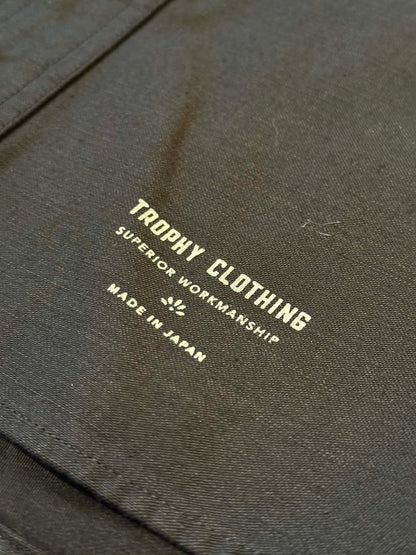 TROPHY CLOTHING
SUPERIOR WORKMANSHIP
MADE IN JAPAN